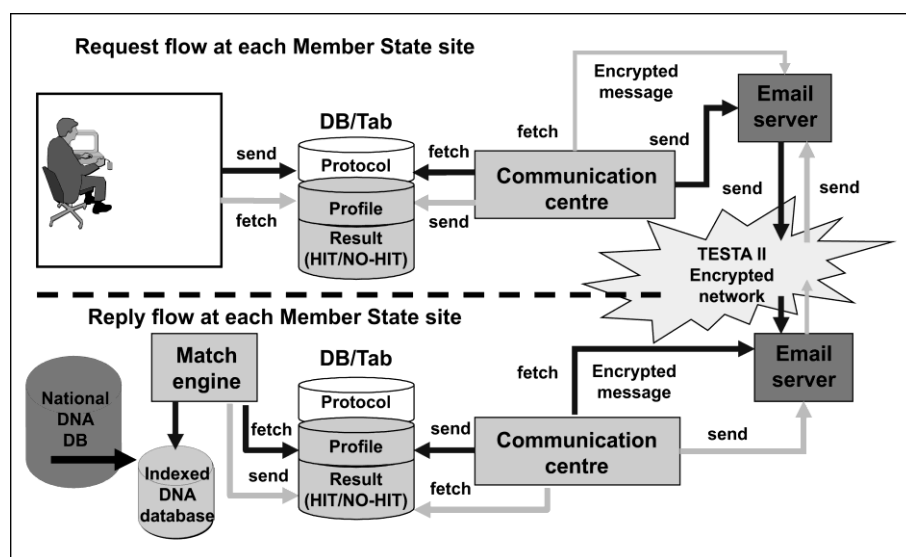 Request flow at each Member State site
Encrypted
message
Email
server
DB/Tab
fetch
send
send
Protocol
fetch
Communication
centre
send
send
fetch
Profile
send
Result
(HIT/NO-HIT)
TESTA II
Encrypted
network
Reply flow at each Member State site
Match
engine
DB/Tab
fetch
Encrypted
message
Email
server
National
DNA
DB
Protocol
fetch
Profile
send
Communication
centre
send
Indexed
DNA
database
send
Result
(HIT/NO-HIT)
fetch